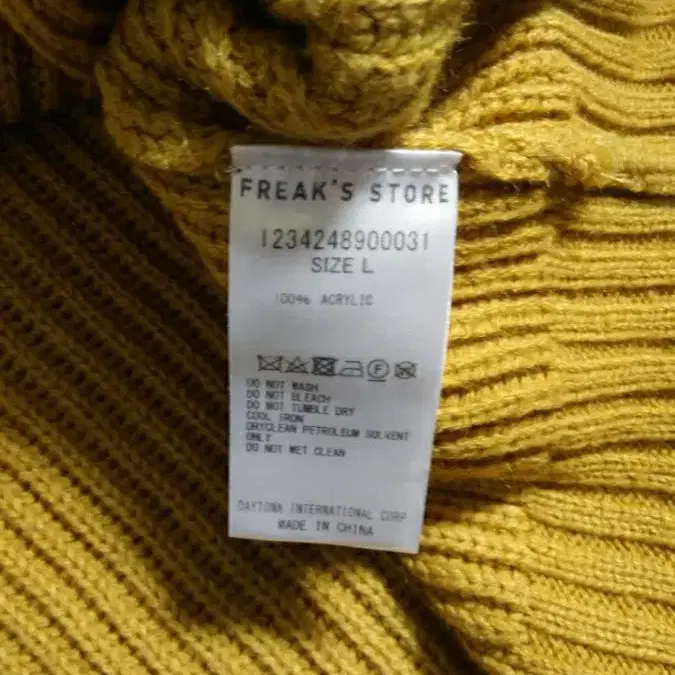 FREAK'S STORE
1234248900031
SIZE L
100% ACRYLIC
DO NOT WASH
DO NOT BLEACH
DO NOT TUMBLE DRY
COOL IRON
DRYCLEAN PETROLEUM SOLVENT
ONLY
DO NOT WET CLEAN
DAYTONA INTERNATIONAL CORP
MADE IN CHINA